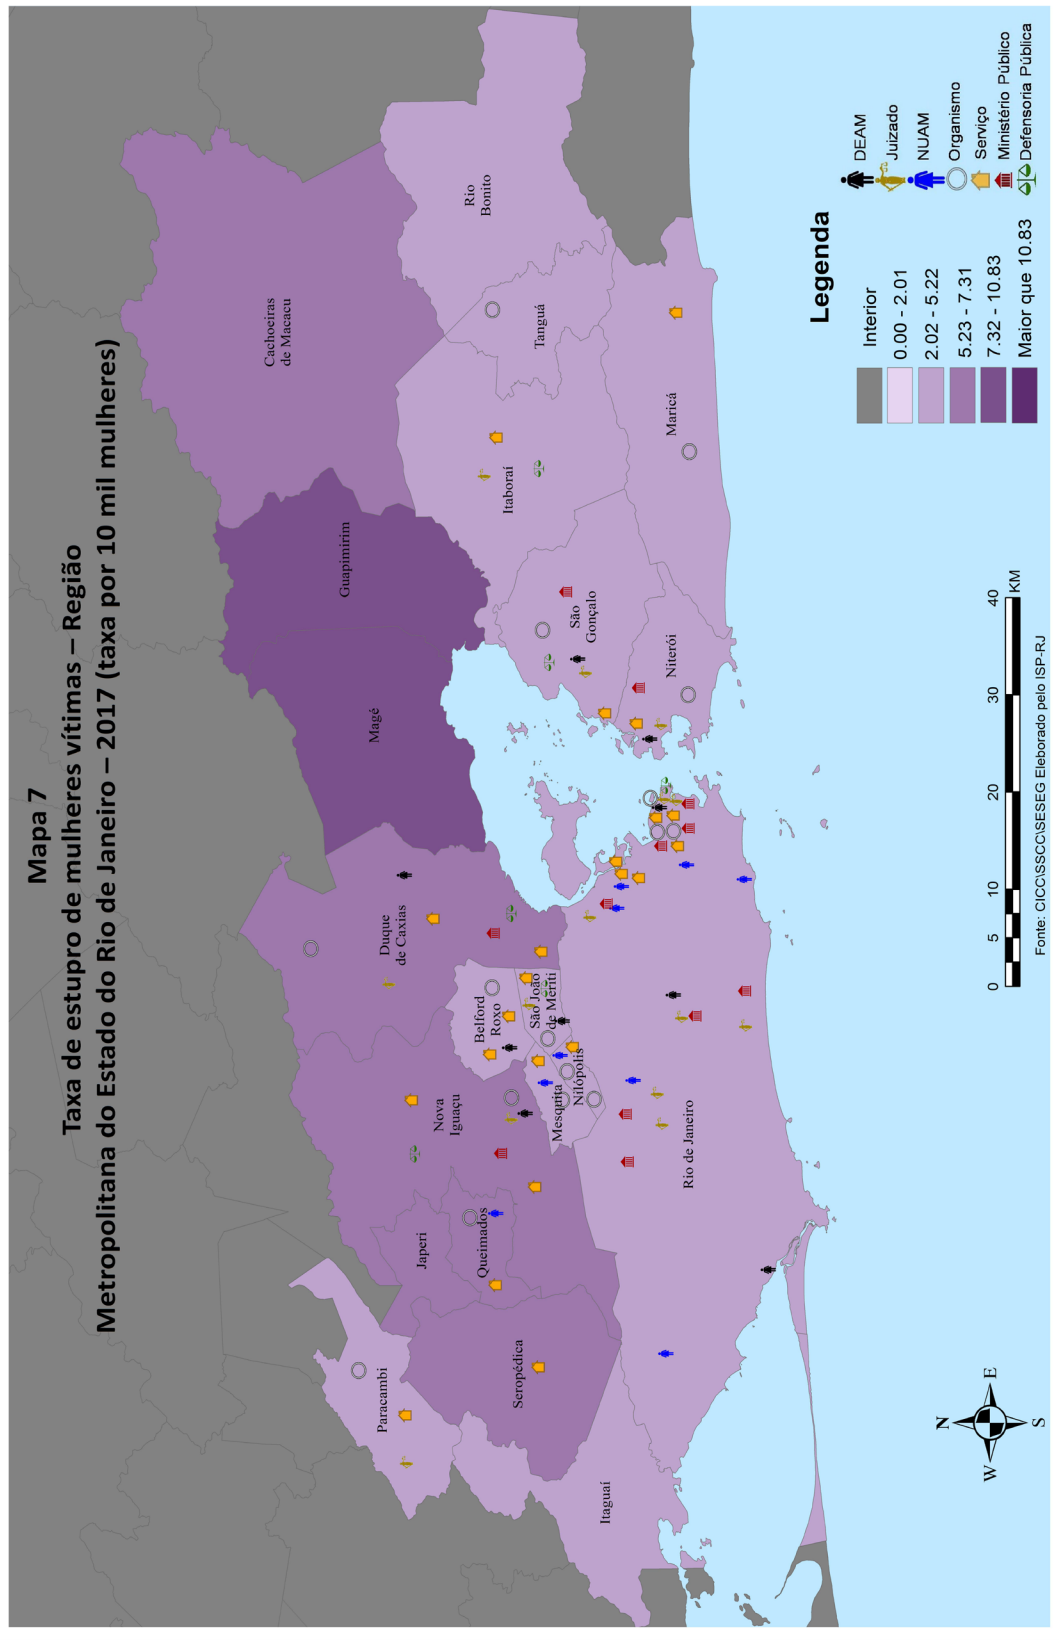 Mapa 7
Taxa de estupro de mulheres vítimas – Região
Metropolitana do Estado do Rio de Janeiro – 2017 (taxa por 10 mil mulheres)
Cachoeiras
de Macacu
Guapimirim
Rio
Bonito
Magé
Tanguá
Itaboraí
Duque
de Caxias
Maricá
São
Gonçalo
Niterói
Belford
Roxo
São João
de Meriti
Nova
Iguaçu
Mesquita
Nilópolis
Japeri
Queimados
Paracambi
Seropédica
Rio de Janeiro
Itaguaí
Legenda
Interior
0.00 - 2.01
2.02 - 5.22
5.23 - 7.31
7.32 - 10.83
Maior que 10.83
DEAM
Juizado
NUAM
Organismo
Serviço
Ministério Público
Defensoria Pública
N
W
E
S
0 5 10 20 30 40
KM
Fonte: CICC\SSCC\SESEG Elaborado pelo ISP-RJ